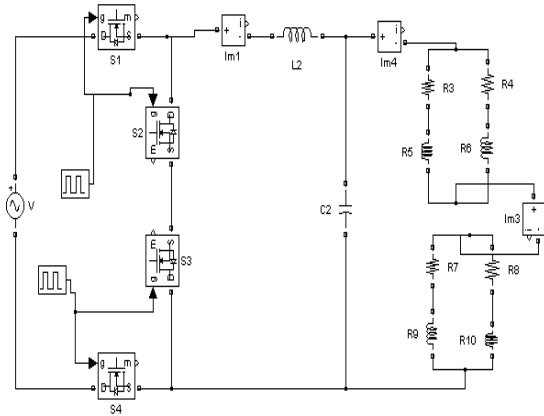 g m
D S
S1
+ i
-
Im1
L2
+ i
-
Im4
R3
R4
S2
g D
E S
R5
R6
+
V
C2
+
- i
Im3
S3
E S
g D
R7
R8
R9
R10
g m
D S
S4